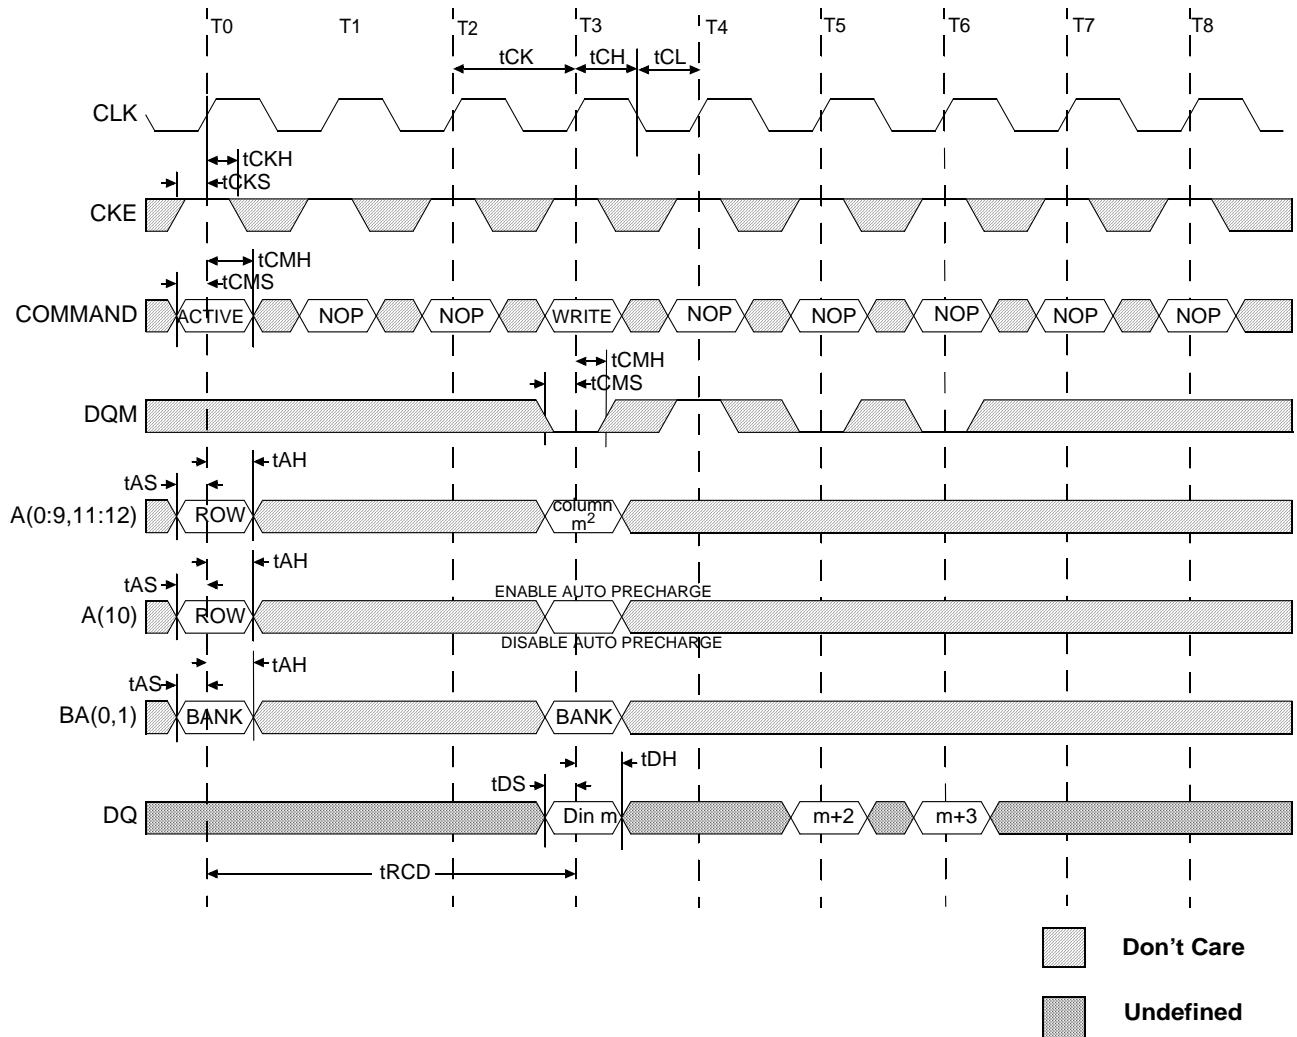 T0 T1 T2 T3 T4 T5 T6 T7 T8
tCK tCH tCL
CLK
tCKH
tCKS
CKE
tCMH
tCMS
COMMAND ACTIVE NOP NOP WRITE NOP NOP NOP NOP NOP
tCMH
tCMS
DQM
tAH
tAS
A(0:9,11:12) ROW column
m2
tAH
tAS
ENABLE AUTO PRECHARGE
A(10) ROW
DISABLE AUTO PRECHARGE
tAH
tAS
BA(0,1) BANK BANK
tDH
tDS
DQ Din m m+2 m+3
tRCD
Don't Care
Undefined